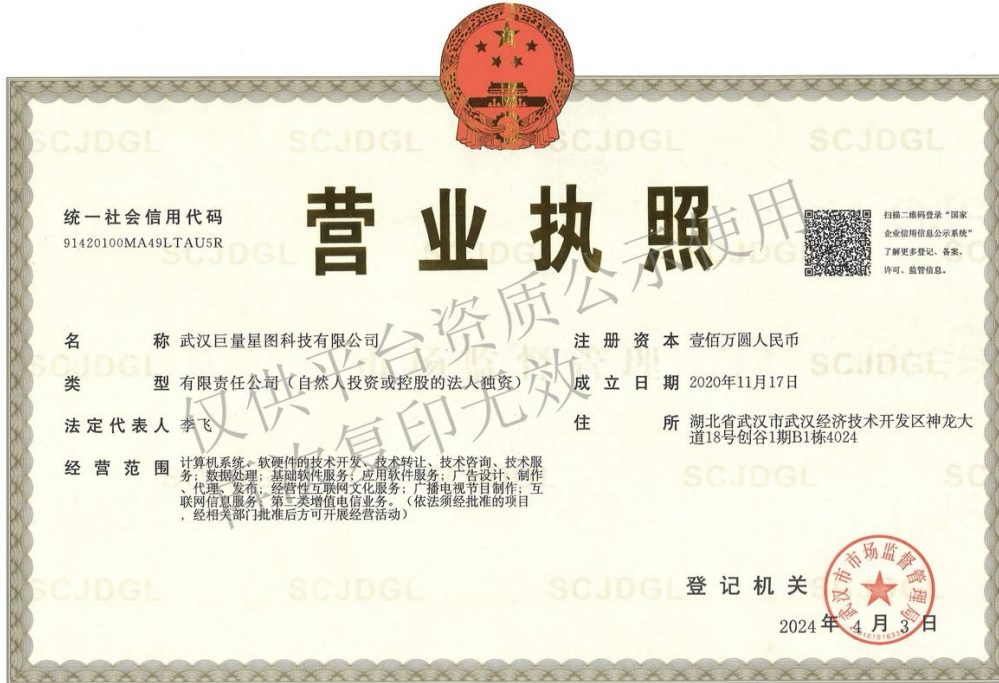 SCJDGL SCJDGL SCJDGL SCJDGL
营业执照
统一社会信用代码
91420100MA49LTAU5R
扫描二维码登录“国家
企业信用信息公示系统”
了解更多登记、备案、
许可、监管信息。
名称 武汉巨量星图科技有限公司
类型 有限责任公司（自然人投资或控股的法人独资）
法定代表人 李飞
经营范围 计算机系统、软硬件的技术开发、技术转让、技术咨询、技术服
务；数据处理；基础软件服务；应用软件服务；广告设计、制作
、代理、发布；经营性互联网文化服务；广播电视节目制作；互
联网信息服务，第二类增值电信业务。（依法须经批准的项目
，经相关部门批准后方可开展经营活动）
注册资本 壹佰万圆人民币
成立日期 2020年11月17日
住所 湖北省武汉市武汉经济技术开发区神龙大
道18号创谷1期B1栋4024
仅供平台资质公示使用
复印无效
市场监督管理
SCJDGL SCJDGL SCJDGL
登记机关
武汉市市场监督管理局
2024年4月3日